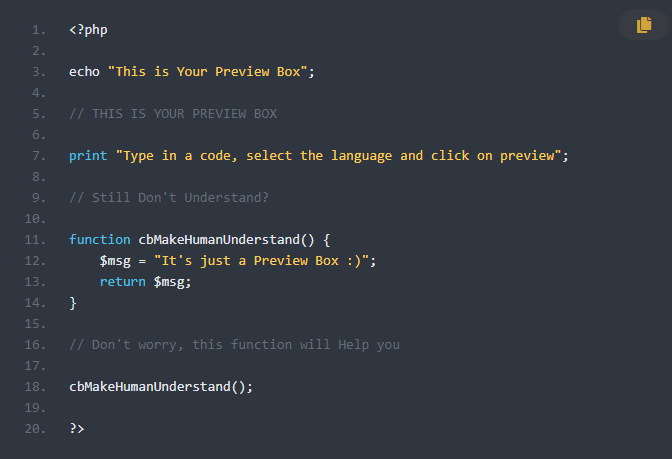 1. <?php
2.
3. echo "This is Your Preview Box";
4.
5. // THIS IS YOUR PREVIEW BOX
6.
7. print "Type in a code, select the language and click on preview";
8.
9. // Still Don't Understand?
10.
11. function cbMakeHumanUnderstand() {
12.     $msg = "It's just a Preview Box :)";
13.     return $msg;
14. }
15.
16. // Don't worry, this function will Help you
17.
18. cbMakeHumanUnderstand();
19.
20. ?>